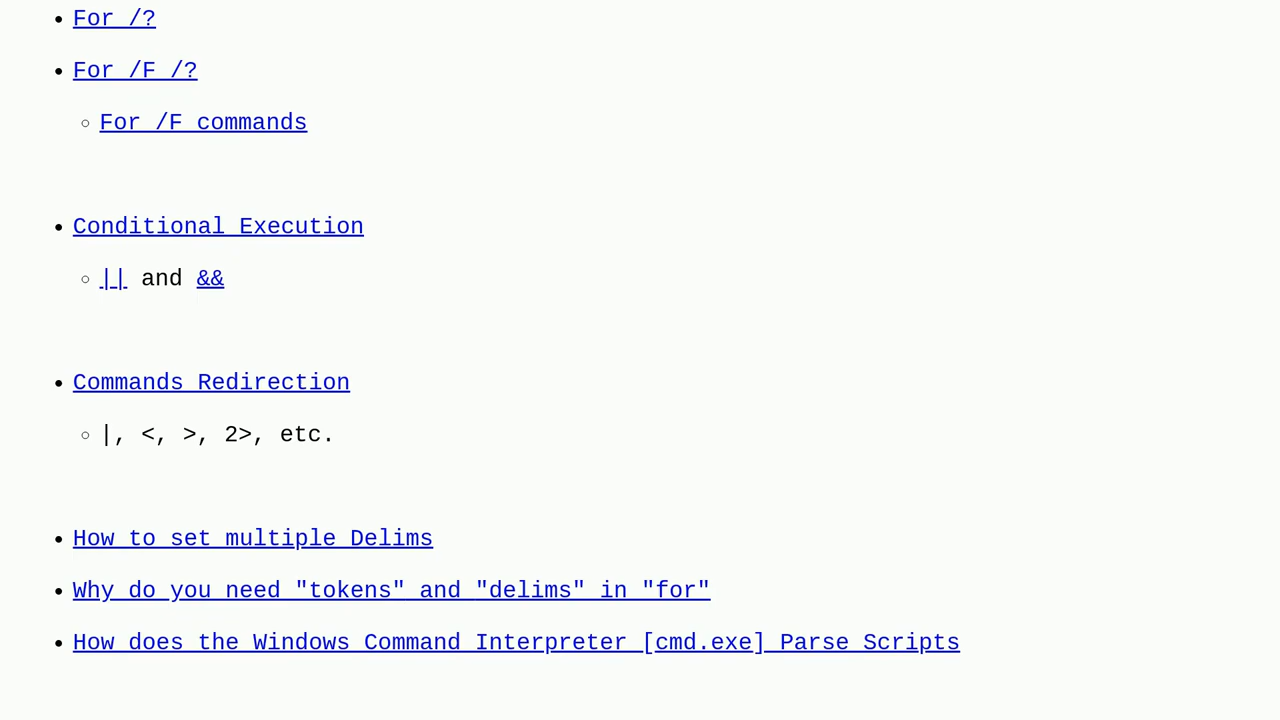 For /?
For /F /?
For /F commands
Conditional Execution
|| and &&
Commands Redirection
|, <, >, 2>, etc.
How to set multiple Delims
Why do you need "tokens" and "delims" in "for"
How does the Windows Command Interpreter [cmd.exe] Parse Scripts